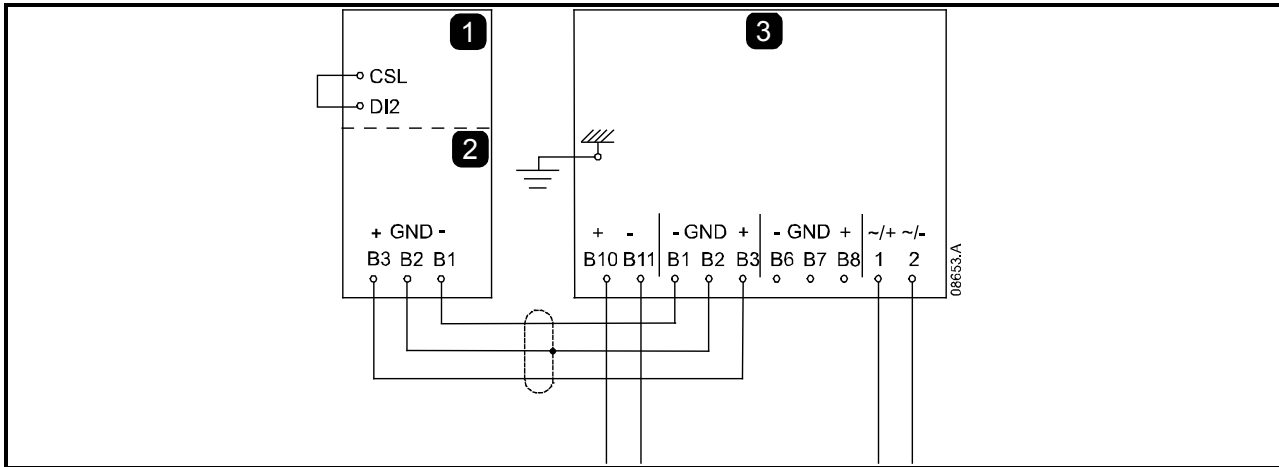 1
3
CSL
DI2
2
+ GND -
B3 B2 B1
+ - - GND + - GND + ~/+ ~/-
B10 B11 B1 B2 B3 B6 B7 B8 1 2
08653.A